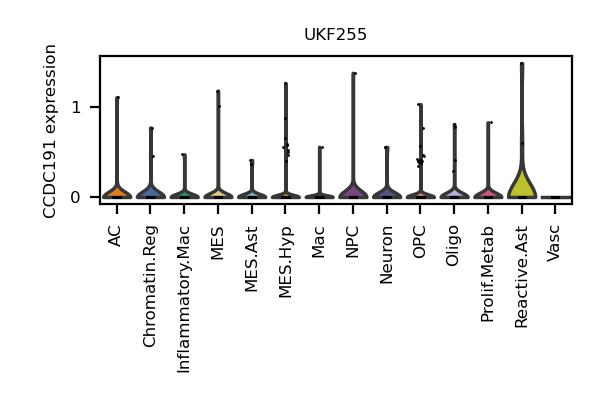 UKF255
CCDC191 expression
1
0
AC
Chromatin.Reg
Inflammatory.Mac
MES
MES.Ast
MES.Hyp
Mac
NPC
Neuron
OPC
Oligo
Prolif.Metab
Reactive.Ast
Vasc